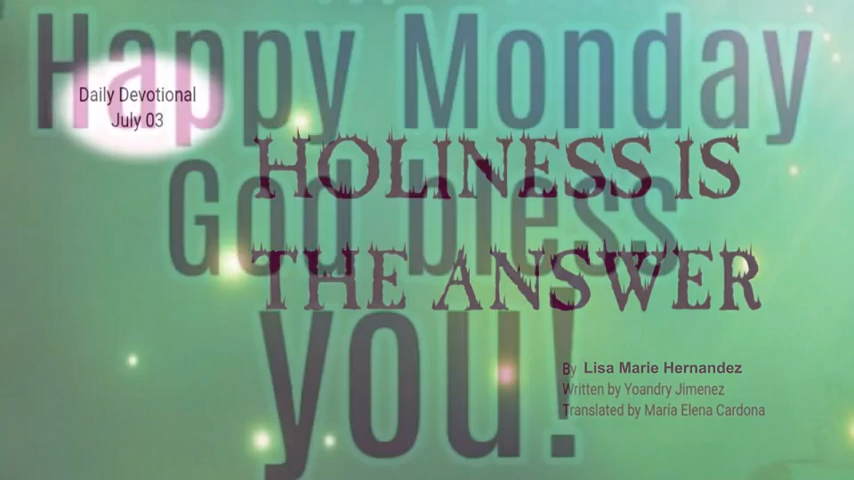 Happy Monday
Daily Devotional
July 03
HOLINESS IS
God bless
THE ANSWER
you!
By Lisa Marie Hernandez
Written by Yoandry Jimenez
Translated by María Elena Cardona